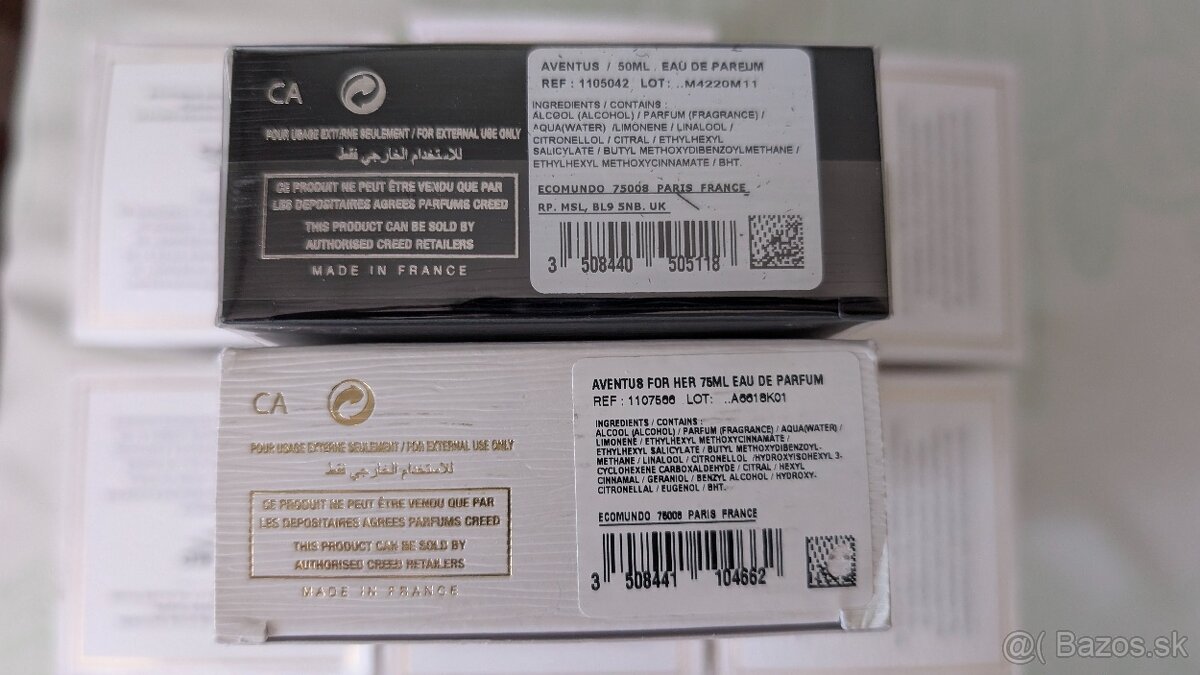 CA
POUR USAGE EXTERNE SEULEMENT / FOR EXTERNAL USE ONLY
للاستخدام الخارجي فقط
CE PRODUIT NE PEUT ÊTRE VENDU QUE PAR
LES DEPOSITAIRES AGREES PARFUMS CREED
THIS PRODUCT CAN BE SOLD BY
AUTHORISED CREED RETAILERS
MADE IN FRANCE
AVENTUS / 50ML EAU DE PARFUM
REF : 1105042 LOT: ..M4220M11
INGREDIENTS / CONTAINS :
ALCOOL (ALCOHOL) / PARFUM (FRAGRANCE) /
AQUA(WATER) /LIMONENE / LINALOOL /
CITRONELLOL / CITRAL / ETHYLHEXYL
SALICYLATE / BUTYL METHOXYDIBENZOYLMETHANE /
ETHYLHEXYL METHOXYCINNAMATE / BHT.
ECOMUNDO 75008 PARIS FRANCE
RP. MSL, BL9 5NB. UK
3 508440 505118
CA
POUR USAGE EXTERNE SEULEMENT / FOR EXTERNAL USE ONLY
للاستخدام الخارجي فقط
CE PRODUIT NE PEUT ÊTRE VENDU QUE PAR
LES DEPOSITAIRES AGREES PARFUMS CREED
THIS PRODUCT CAN BE SOLD BY
AUTHORISED CREED RETAILERS
MADE IN FRANCE
AVENTUS FOR HER 75ML EAU DE PARFUM
REF : 1107566 LOT: ..A6618K01
INGREDIENTS / CONTAINS :
ALCOOL (ALCOHOL) / PARFUM (FRAGRANCE) / AQUA(WATER) /
LIMONENE / ETHYLHEXYL METHOXYCINNAMATE /
ETHYLHEXYL SALICYLATE / BUTYL METHOXYDIBENZOYL-
METHANE / LINALOOL / CITRONELLOL /HYDROXYISOHEXYL 3-
CYCLOHEXENE CARBOXALDEHYDE / CITRAL / HEXYL
CINNAMAL / GERANIOL / BENZYL ALCOHOL / HYDROXY-
CITRONELLAL / EUGENOL / BHT.
ECOMUNDO 75008 PARIS FRANCE
3 508441 104662
@( Bazos.sk